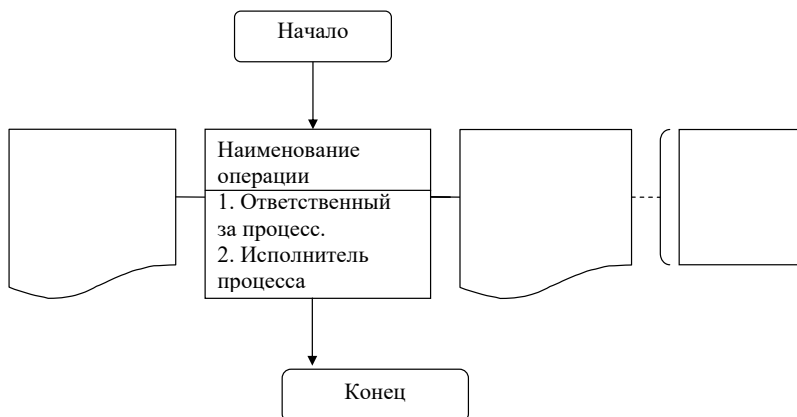 Начало
Наименование
операции
1. Ответственный
за процесс.
2. Исполнитель
процесса
Конец